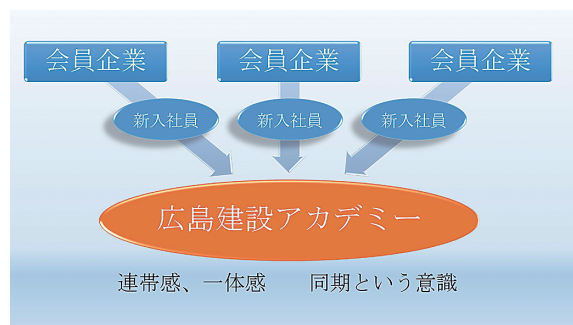 会員企業 会員企業 会員企業
新入社員 新入社員 新入社員
広島建設アカデミー
連帯感、一体感 同期という意識